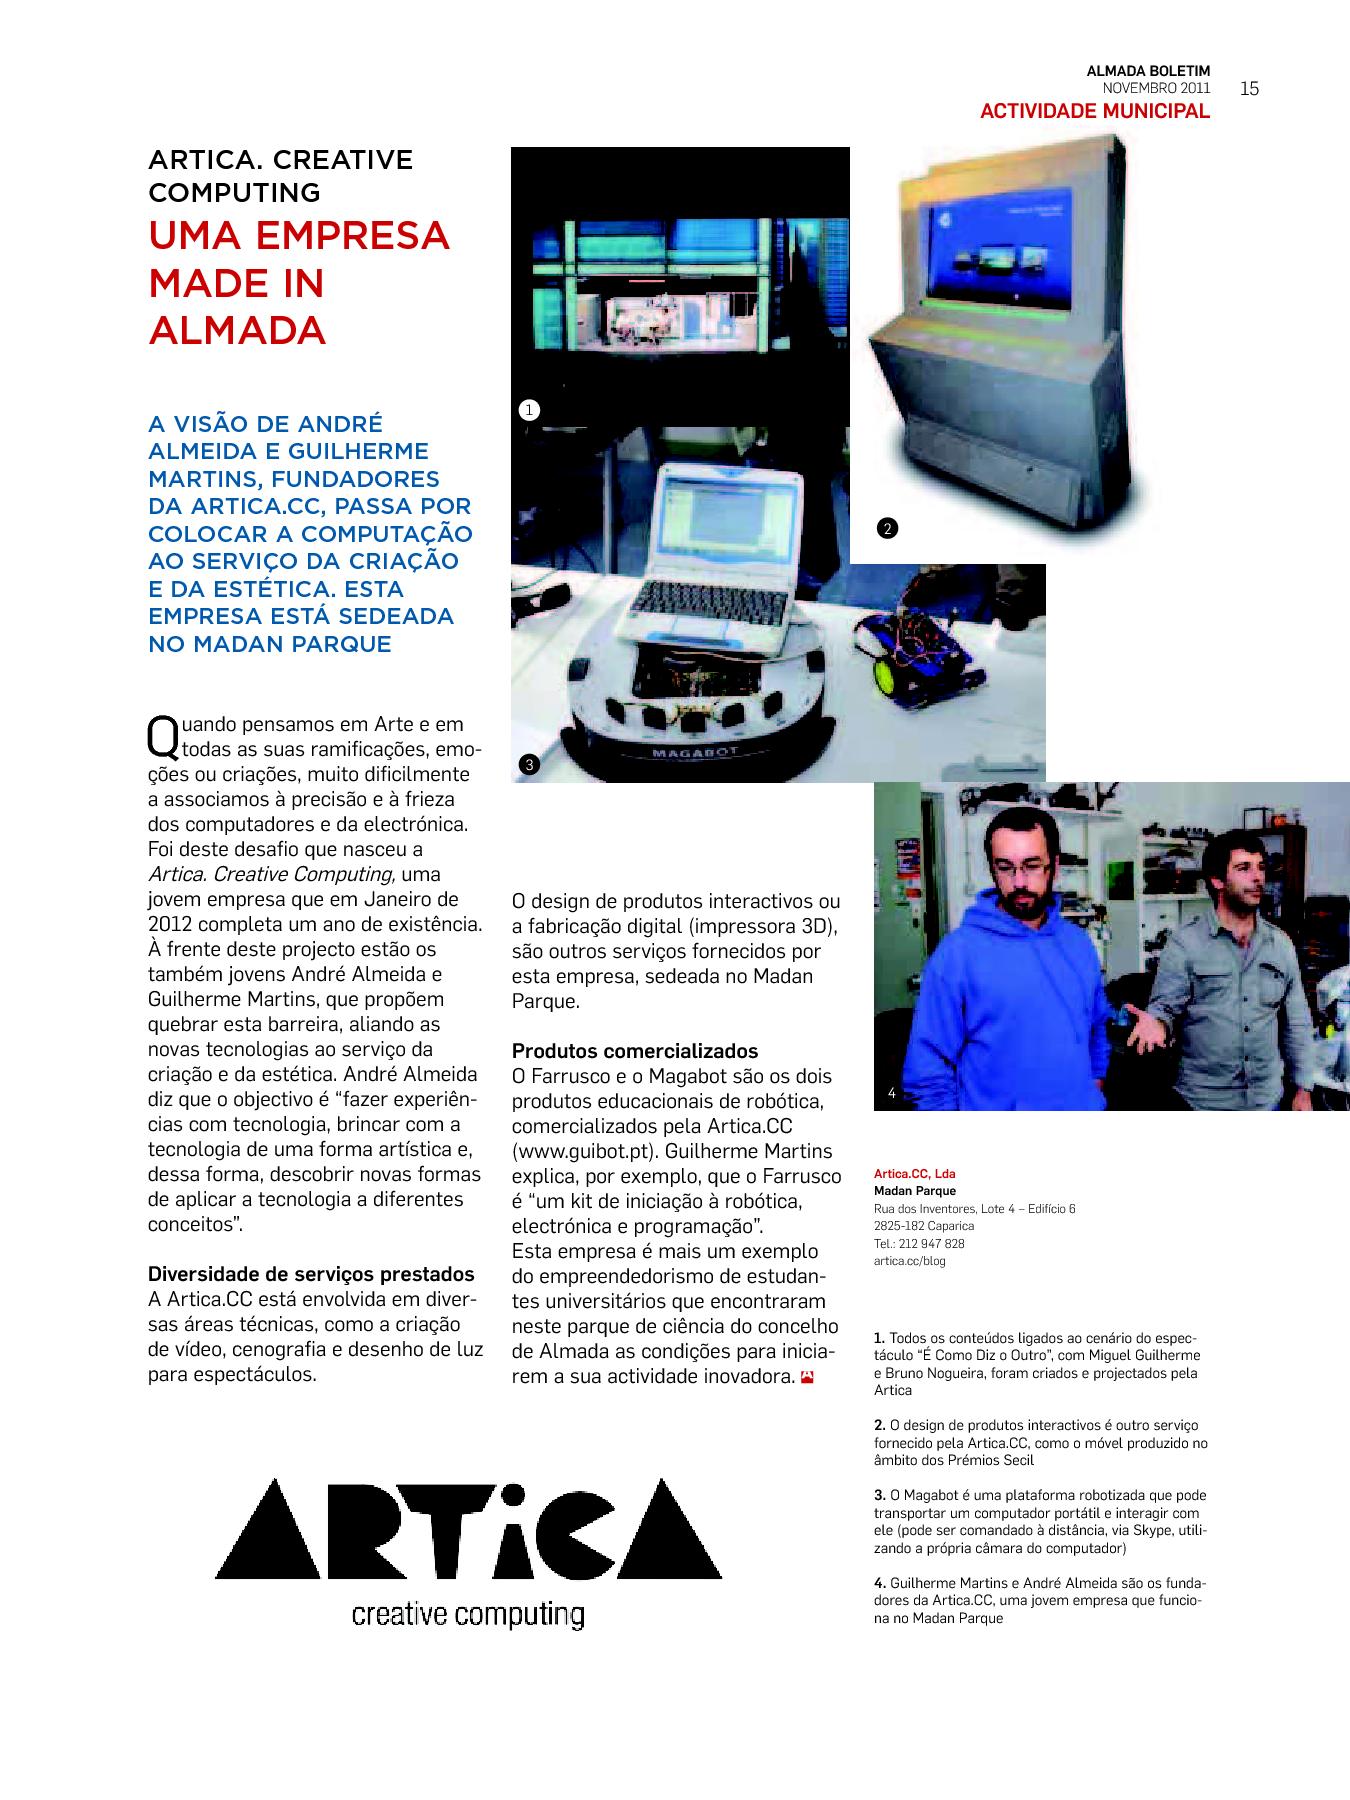 ALMADA BOLETIM
NOVEMBRO 2011
15
ACTIVIDADE MUNICIPAL
ARTICA. CREATIVE
COMPUTING
UMA EMPRESA
MADE IN
ALMADA
A VISÃO DE ANDRÉ
ALMEIDA E GUILHERME
MARTINS, FUNDADORES
DA ARTICA.CC, PASSA POR
COLOCAR A COMPUTAÇÃO
AO SERVIÇO DA CRIAÇÃO
E DA ESTÉTICA. ESTA
EMPRESA ESTÁ SEDEADA
NO MADAN PARQUE
Quando pensamos em Arte e em
todas as suas ramificações, emo-
ções ou criações, muito dificilmente
a associamos à precisão e à frieza
dos computadores e da electrónica.
Foi deste desafio que nasceu a
Artica. Creative Computing, uma
jovem empresa que em Janeiro de
2012 completa um ano de existência.
À frente deste projecto estão os
também jovens André Almeida e
Guilherme Martins, que propõem
quebrar esta barreira, aliando as
novas tecnologias ao serviço da
criação e da estética. André Almeida
diz que o objectivo é “fazer experiên-
cias com tecnologia, brincar com a
tecnologia de uma forma artística e,
dessa forma, descobrir novas formas
de aplicar a tecnologia a diferentes
conceitos”.
Diversidade de serviços prestados
A Artica.CC está envolvida em diver-
sas áreas técnicas, como a criação
de vídeo, cenografia e desenho de luz
para espectáculos.
1
2
MAGABOT
3
4
O design de produtos interactivos ou
a fabricação digital (impressora 3D),
são outros serviços fornecidos por
esta empresa, sedeada no Madan
Parque.
Produtos comercializados
O Farrusco e o Magabot são os dois
produtos educacionais de robótica,
comercializados pela Artica.CC
(www.guibot.pt). Guilherme Martins
explica, por exemplo, que o Farrusco
é “um kit de iniciação à robótica,
electrónica e programação”.
Esta empresa é mais um exemplo
do empreendedorismo de estudan-
tes universitários que encontraram
neste parque de ciência do concelho
de Almada as condições para inicia-
rem a sua actividade inovadora.
Artica.CC, Lda
Madan Parque
Rua dos Inventores, Lote 4 – Edifício 6
2825-182 Caparica
Tel.: 212 947 828
artica.cc/blog
1. Todos os conteúdos ligados ao cenário do espec-
táculo “É Como Diz o Outro”, com Miguel Guilherme
e Bruno Nogueira, foram criados e projectados pela
Artica
2. O design de produtos interactivos é outro serviço
fornecido pela Artica.CC, como o móvel produzido no
âmbito dos Prémios Secil
3. O Magabot é uma plataforma robotizada que pode
transportar um computador portátil e interagir com
ele (pode ser comandado à distância, via Skype, utili-
zando a própria câmara do computador)
4. Guilherme Martins e André Almeida são os funda-
dores da Artica.CC, uma jovem empresa que funcio-
na no Madan Parque
ARTiCA
creative computing